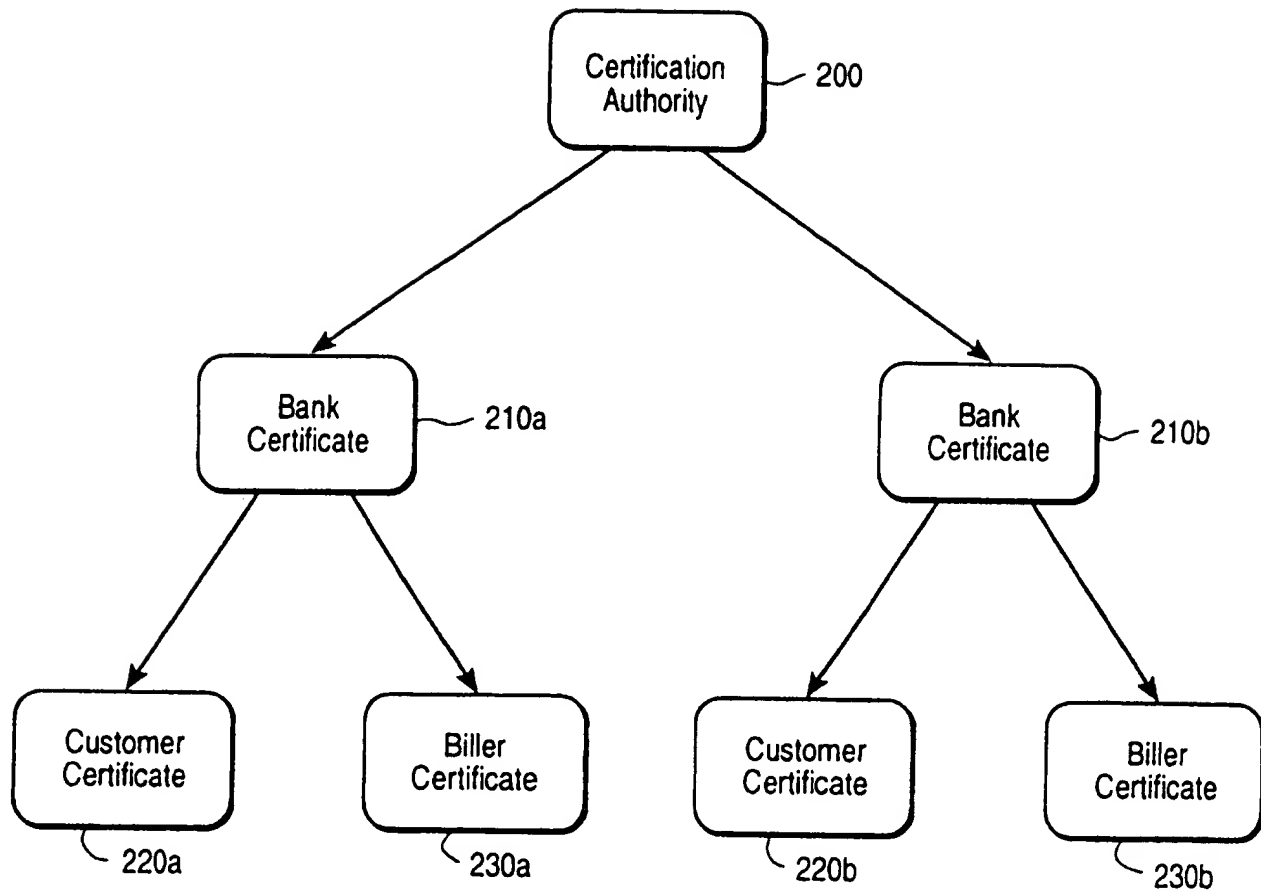 Certification
Authority
200
Bank
Certificate
210a
Bank
Certificate
210b
Customer
Certificate
220a
Biller
Certificate
230a
Customer
Certificate
220b
Biller
Certificate
230b